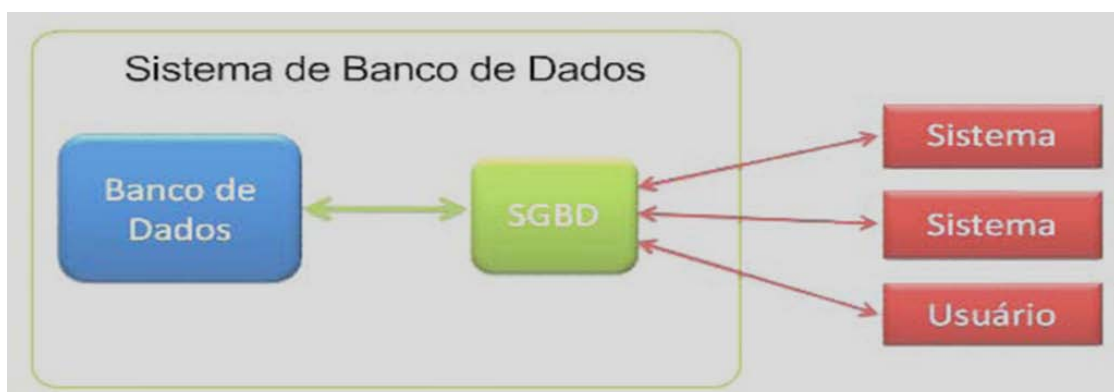 Sistema de Banco de Dados
Banco de
Dados
SGBD
Sistema
Sistema
Usuário